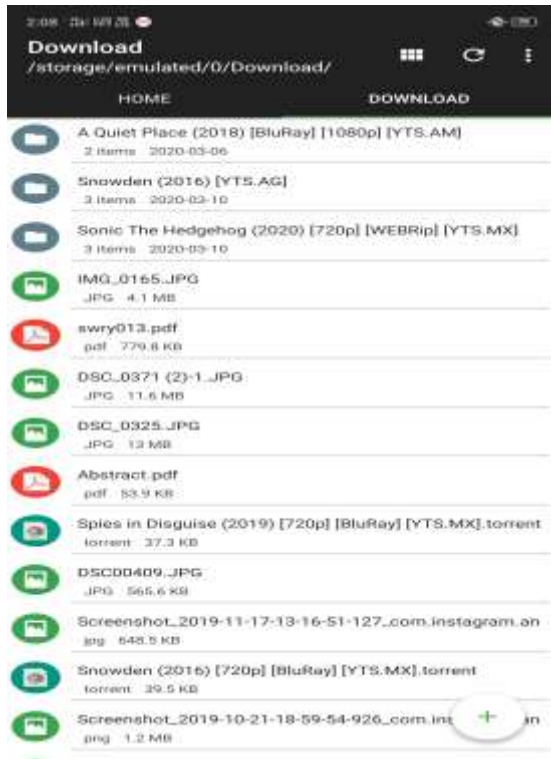 2:08
Download
/storage/emulated/0/Download/
HOME DOWNLOAD
A Quiet Place (2018) [BluRay] [1080p] [YTS.AM]
2 items 2020-03-06
Snowden (2016) [YTS.AG]
3 items 2020-03-10
Sonic The Hedgehog (2020) [720p] [WEBRip] [YTS.MX]
3 items 2020-03-10
IMG_0165.JPG
JPG 4.1 MB
swry013.pdf
pdf 779.8 KB
DSC_0371 (2)-1.JPG
JPG 11.6 MB
DSC_0325.JPG
JPG 13 MB
Abstract.pdf
pdf 53.9 KB
Spies in Disguise (2019) [720p] [BluRay] [YTS.MX].torrent
torrent 37.3 KB
DSC00409.JPG
JPG 565.6 KB
Screenshot_2019-11-17-13-16-51-127_com.instagram.an
jpg 648.5 KB
Snowden (2016) [720p] [BluRay] [YTS.MX].torrent
torrent 39.5 KB
Screenshot_2019-10-21-18-59-54-926_com.ins an
png 1.2 MB